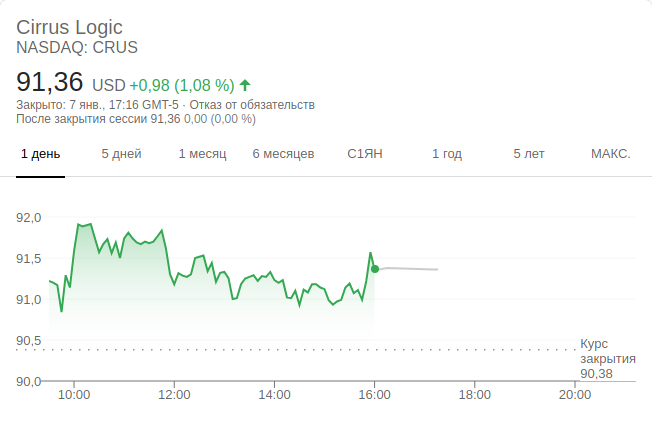 Cirrus Logic
NASDAQ: CRUS
91,36 USD +0,98 (1,08 %)
Закрыто: 7 янв., 17:16 GMT-5 · Отказ от обязательств
После закрытия сессии 91,36 0,00 (0,00 %)
1 день 5 дней 1 месяц 6 месяцев С1ЯН 1 год 5 лет МАКС.
92,0
91,5
91,0
90,5
Курс
закрытия
90,38
90,0
10:00 12:00 14:00 16:00 18:00 20:00